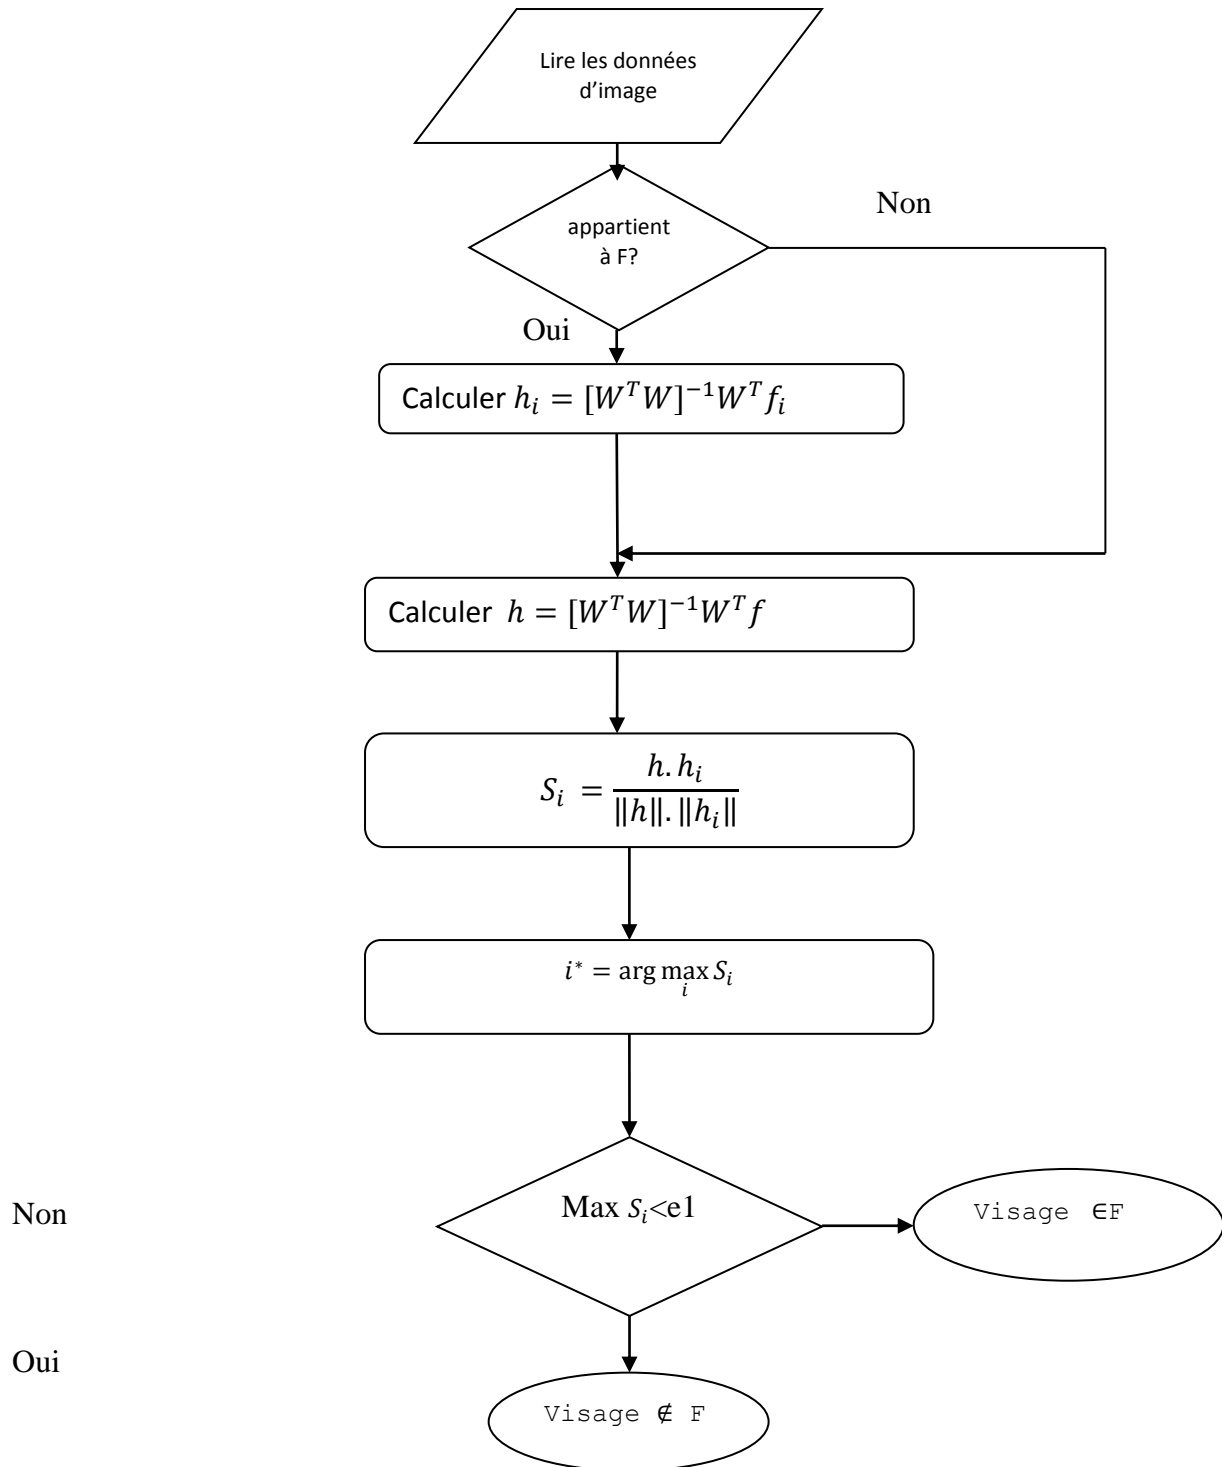 Lire les données
d’image
Non
appartient
à F?
Oui
Calculer $h_i = [W^T W]^{-1} W^T f_i$
Calculer $h = [W^T W]^{-1} W^T f$
$S_i = \frac{h. h_i}{\|h\|. \|h_i\|}$
$i^* = \arg \max_i S_i$
Max $S_i$<e1
Visage ∈F
Non
Oui
Visage ∉ F